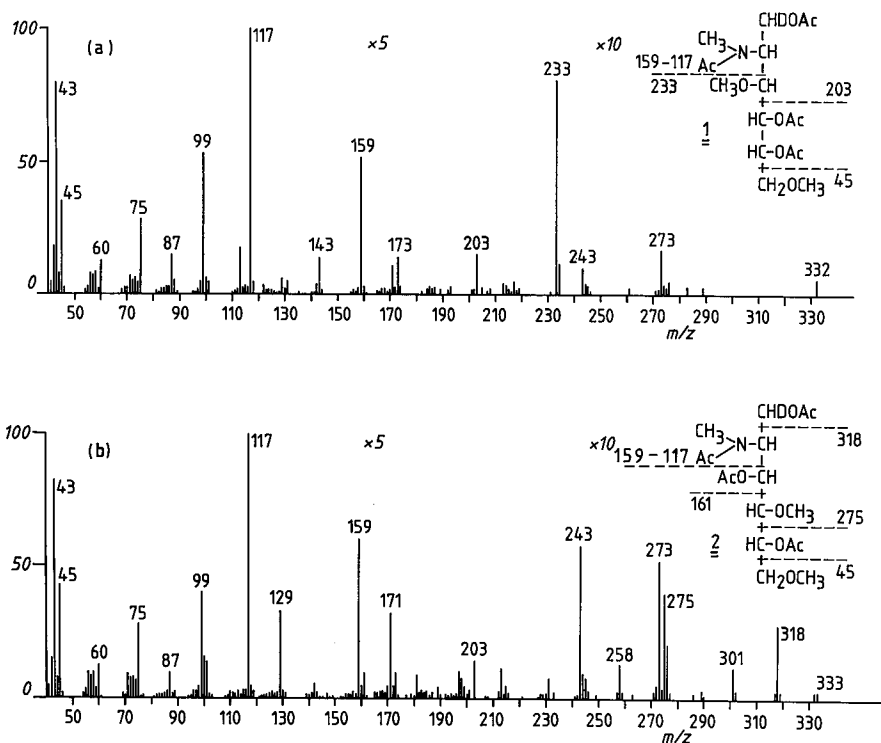 100
(a)
117
×5
×10
233
43
99
159
50
45
75
60
87
143
173
203
243
273
332
0
50 70 90 110 130 150 170 190 210 230 250 270 290 310 330
m/z
CHDOAc
CH₃
N-CH
159-117 Ac
233 CH₃O-CH
203
HC-OAc
1
HC-OAc
CH₂OCH₃ 45
100
(b)
117
×5
×10
43
159
243
273
50
45
99
275
75
129
171
60
87
203
258
301
318
333
0
50 70 90 110 130 150 170 190 210 230 250 270 290 310 330
m/z
CHDOAc
318
CH₃
N-CH
159-117 Ac
AcO-CH
161
HC-OCH₃
275
2
HC-OAc
CH₂OCH₃ 45